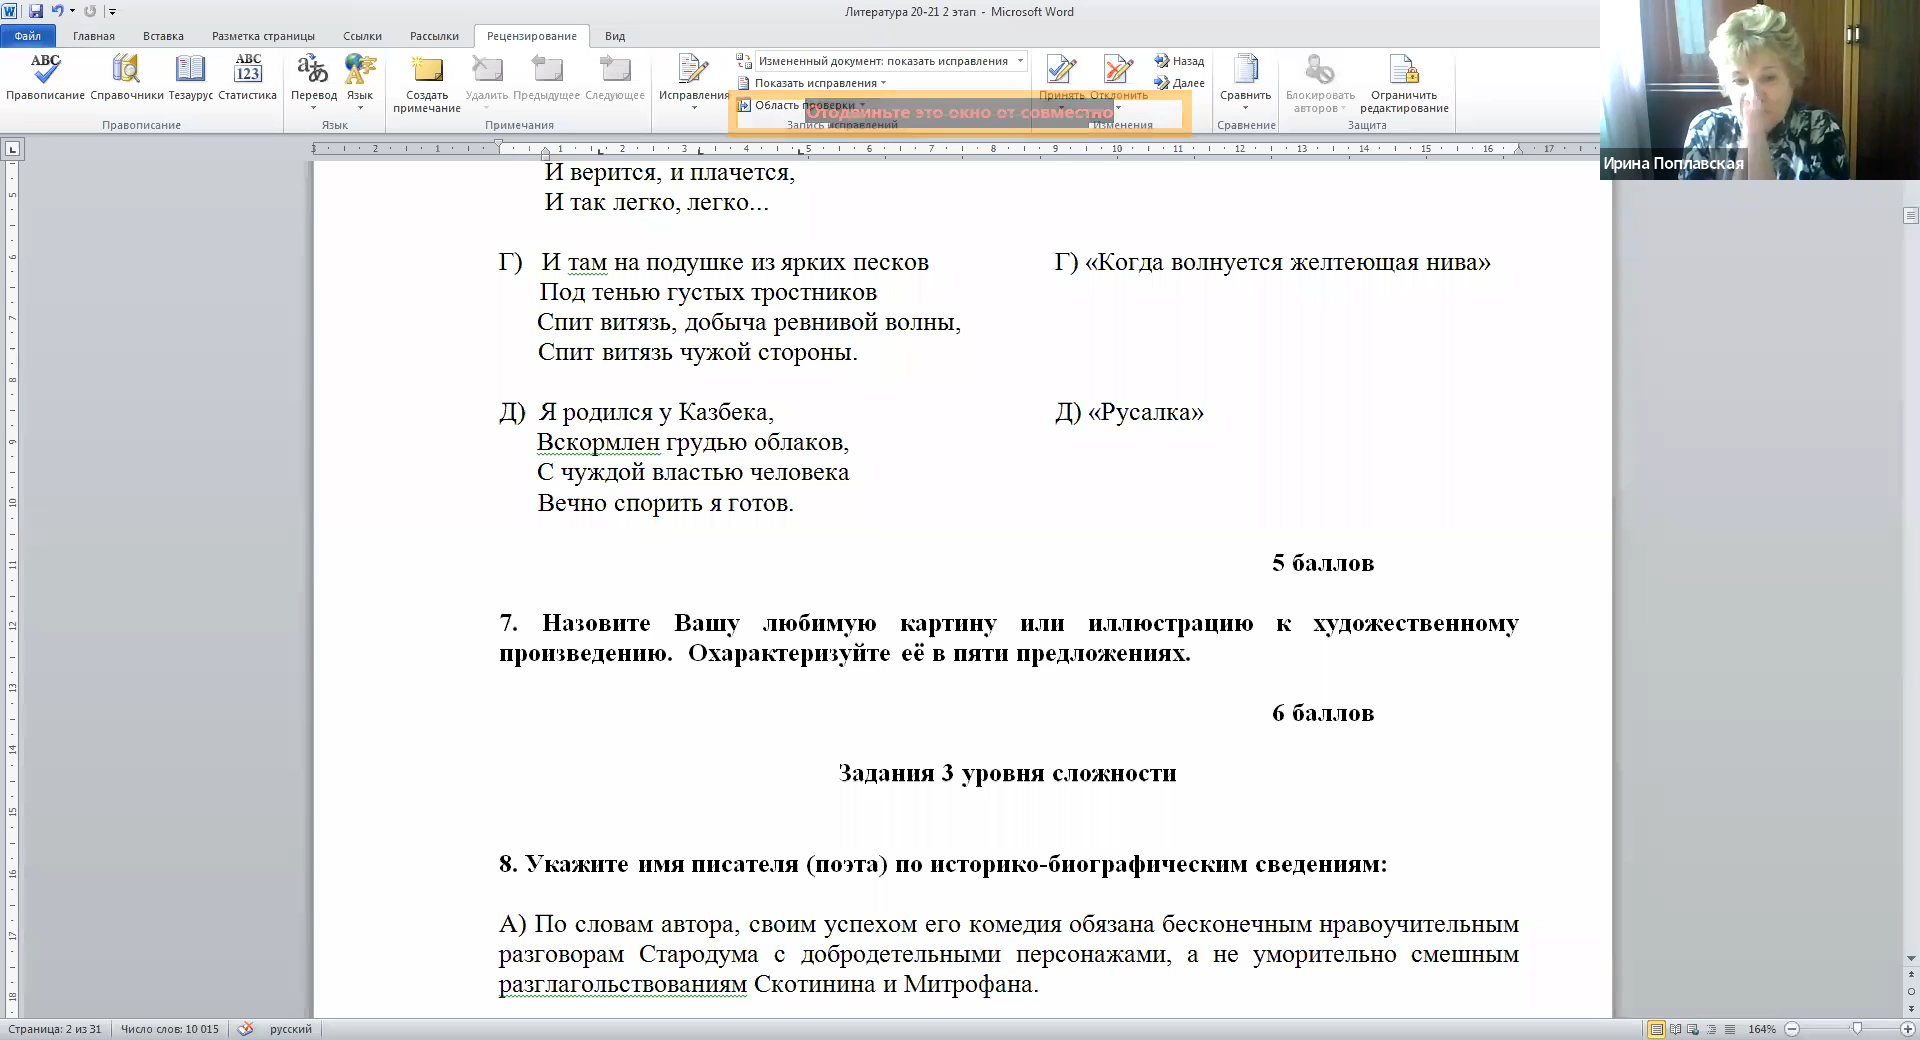 Литература 20-21 2 этап - Microsoft Word
Файл Главная Вставка Разметка страницы Ссылки Рассылки Рецензирование Вид
Правописание Справочники Тезаурус Статистика
Правописание
Перевод Язык
Язык
Создать примечание Удалить Предыдущее Следующее
Примечания
Исправления
Измененный документ: показать исправления
Показать исправления
Область проверки
Запись исправлений
Отодвиньте это окно от совместно
Принять Отклонить
Назад
Далее
Изменения
Сравнить
Сравнение
Блокировать авторов Ограничить редактирование
Защита
Ирина Поплавская
И верится, и плачется,
И так легко, легко...
Г) И там на подушке из ярких песков Г) «Когда волнуется желтеющая нива»
Под тенью густых тростников
Спит витязь, добыча ревнивой волны,
Спит витязь чужой стороны.
Д) Я родился у Казбека, Д) «Русалка»
Вскормлен грудью облаков,
С чуждой властью человека
Вечно спорить я готов.
5 баллов
7. Назовите Вашу любимую картину или иллюстрацию к художественному
произведению. Охарактеризуйте её в пяти предложениях.
6 баллов
Задания 3 уровня сложности
8. Укажите имя писателя (поэта) по историко-биографическим сведениям:
А) По словам автора, своим успехом его комедия обязана бесконечным нравоучительным
разговорам Стародума с добродетельными персонажами, а не уморительно смешным
разглагольствованиям Скотинина и Митрофана.
Страница: 2 из 31 Число слов: 10 015 русский 164%